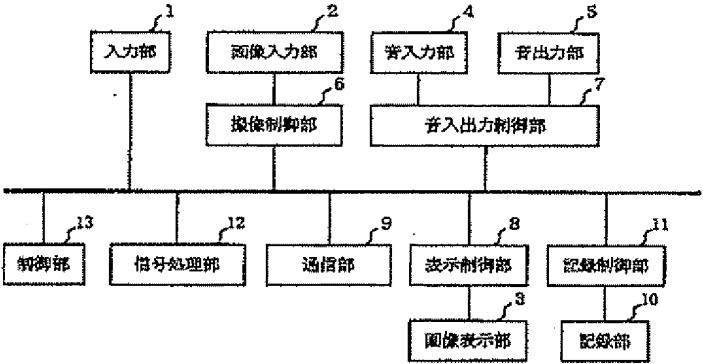 1
2
4
5
入力部
画像入力部
音入力部
音出力部
6
7
撮像制御部
音入出力制御部
13
12
9
8
11
制御部
信号処理部
通信部
表示制御部
記録制御部
3
10
画像表示部
記録部